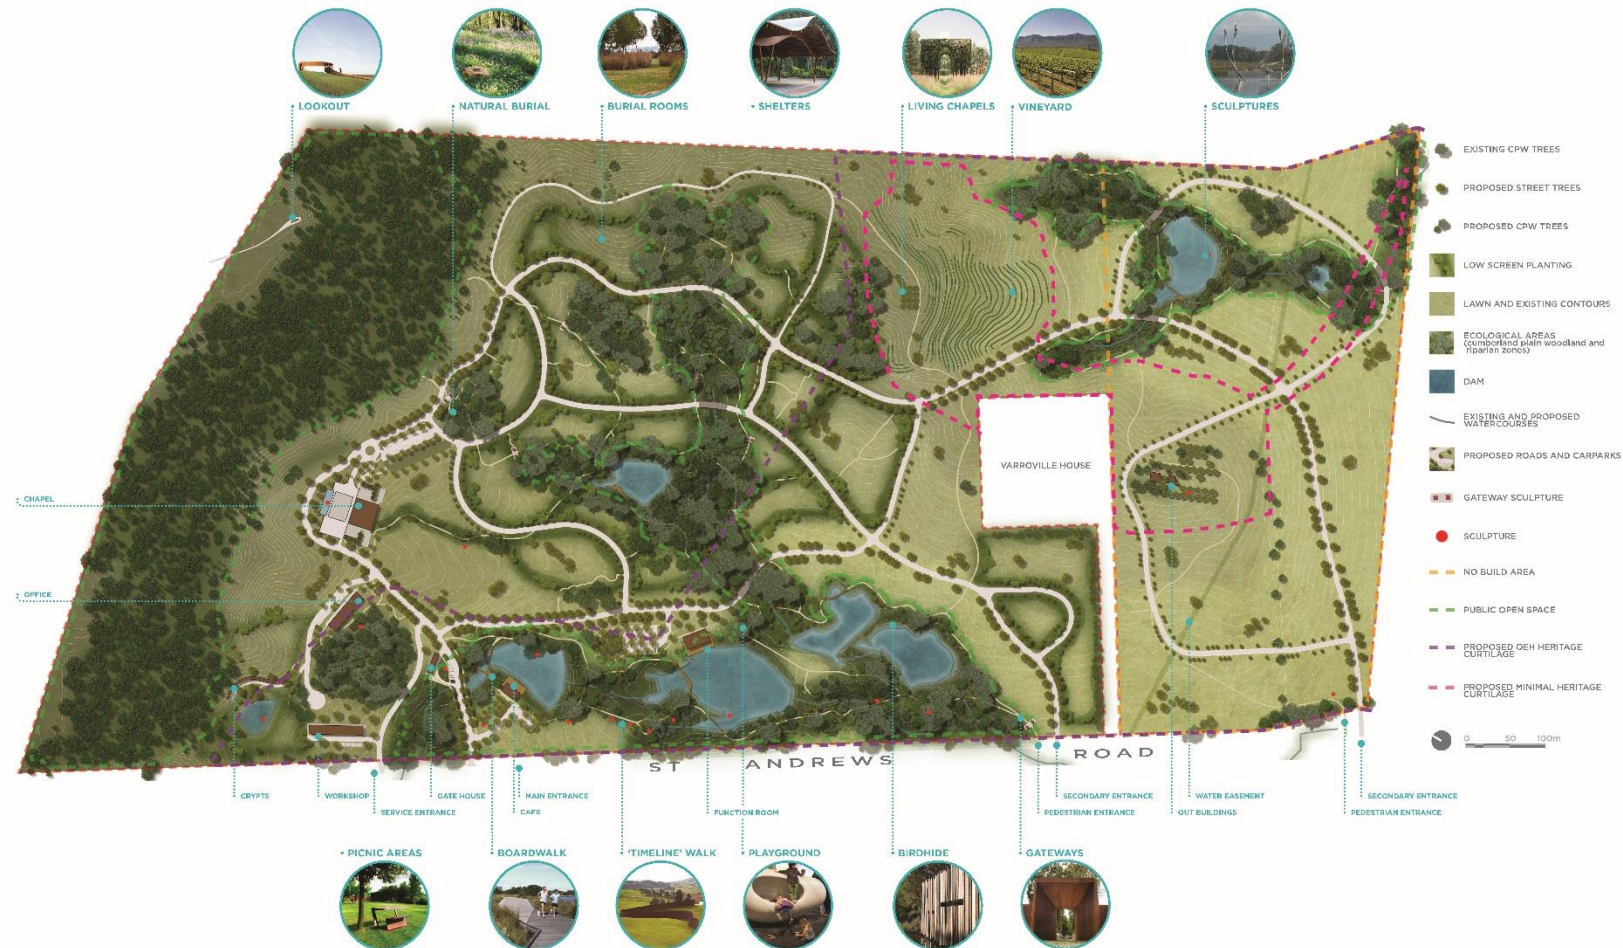 • LOOKOUT
• NATURAL BURIAL
• BURIAL ROOMS
• SHELTERS
• LIVING CHAPELS
• VINEYARD
• SCULPTURES
EXISTING CPW TREES
PROPOSED STREET TREES
PROPOSED CPW TREES
LOW SCREEN PLANTING
LAWN AND EXISTING CONTOURS
ECOLOGICAL AREAS
(cumberland plain woodland and
riparian zones)
DAM
EXISTING AND PROPOSED
WATERCOURSES
PROPOSED ROADS AND CARPARKS
GATEWAY SCULPTURE
SCULPTURE
NO BUILD AREA
PUBLIC OPEN SPACE
PROPOSED OEH HERITAGE
CURTILAGE
PROPOSED MINIMAL HERITAGE
CURTILAGE
0 50 100m
VARROVILLE HOUSE
CHAPEL
OFFICE
ST ANDREWS ROAD
CRYPTS
WORKSHOP
SERVICE ENTRANCE
GATE HOUSE
MAIN ENTRANCE
CAFE
FUNCTION ROOM
SECONDARY ENTRANCE
PEDESTRIAN ENTRANCE
WATER EASEMENT
OUT BUILDINGS
SECONDARY ENTRANCE
PEDESTRIAN ENTRANCE
• PICNIC AREAS
• BOARDWALK
• 'TIMELINE' WALK
• PLAYGROUND
• BIRDHIDE
• GATEWAYS